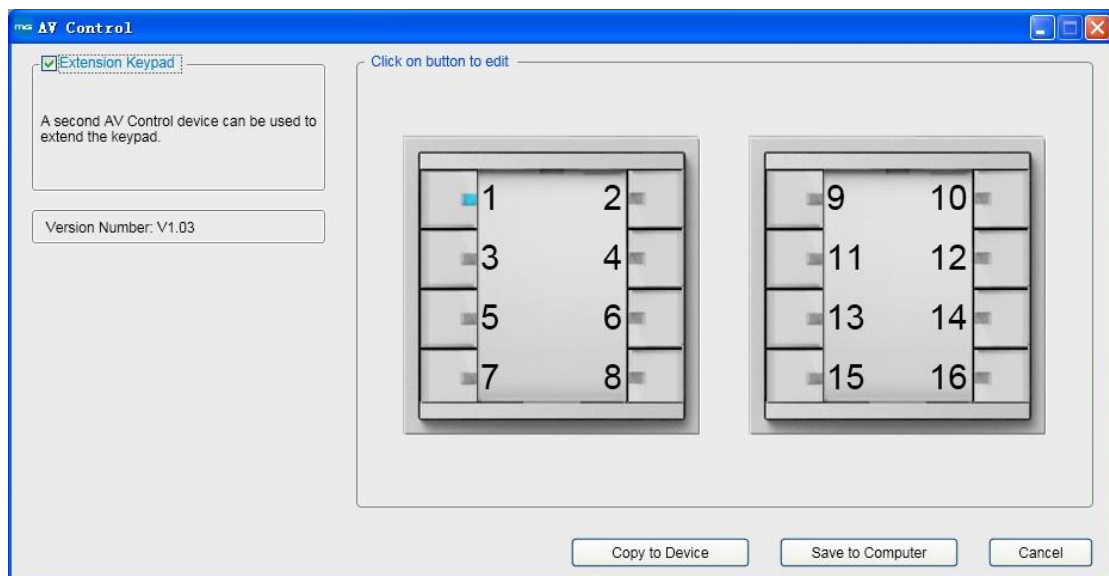 mg AV Control
Extension Keypad
A second AV Control device can be used to
extend the keypad.
Version Number: V1.03
Click on button to edit
1 2
3 4
5 6
7 8
9 10
11 12
13 14
15 16
Copy to Device
Save to Computer
Cancel